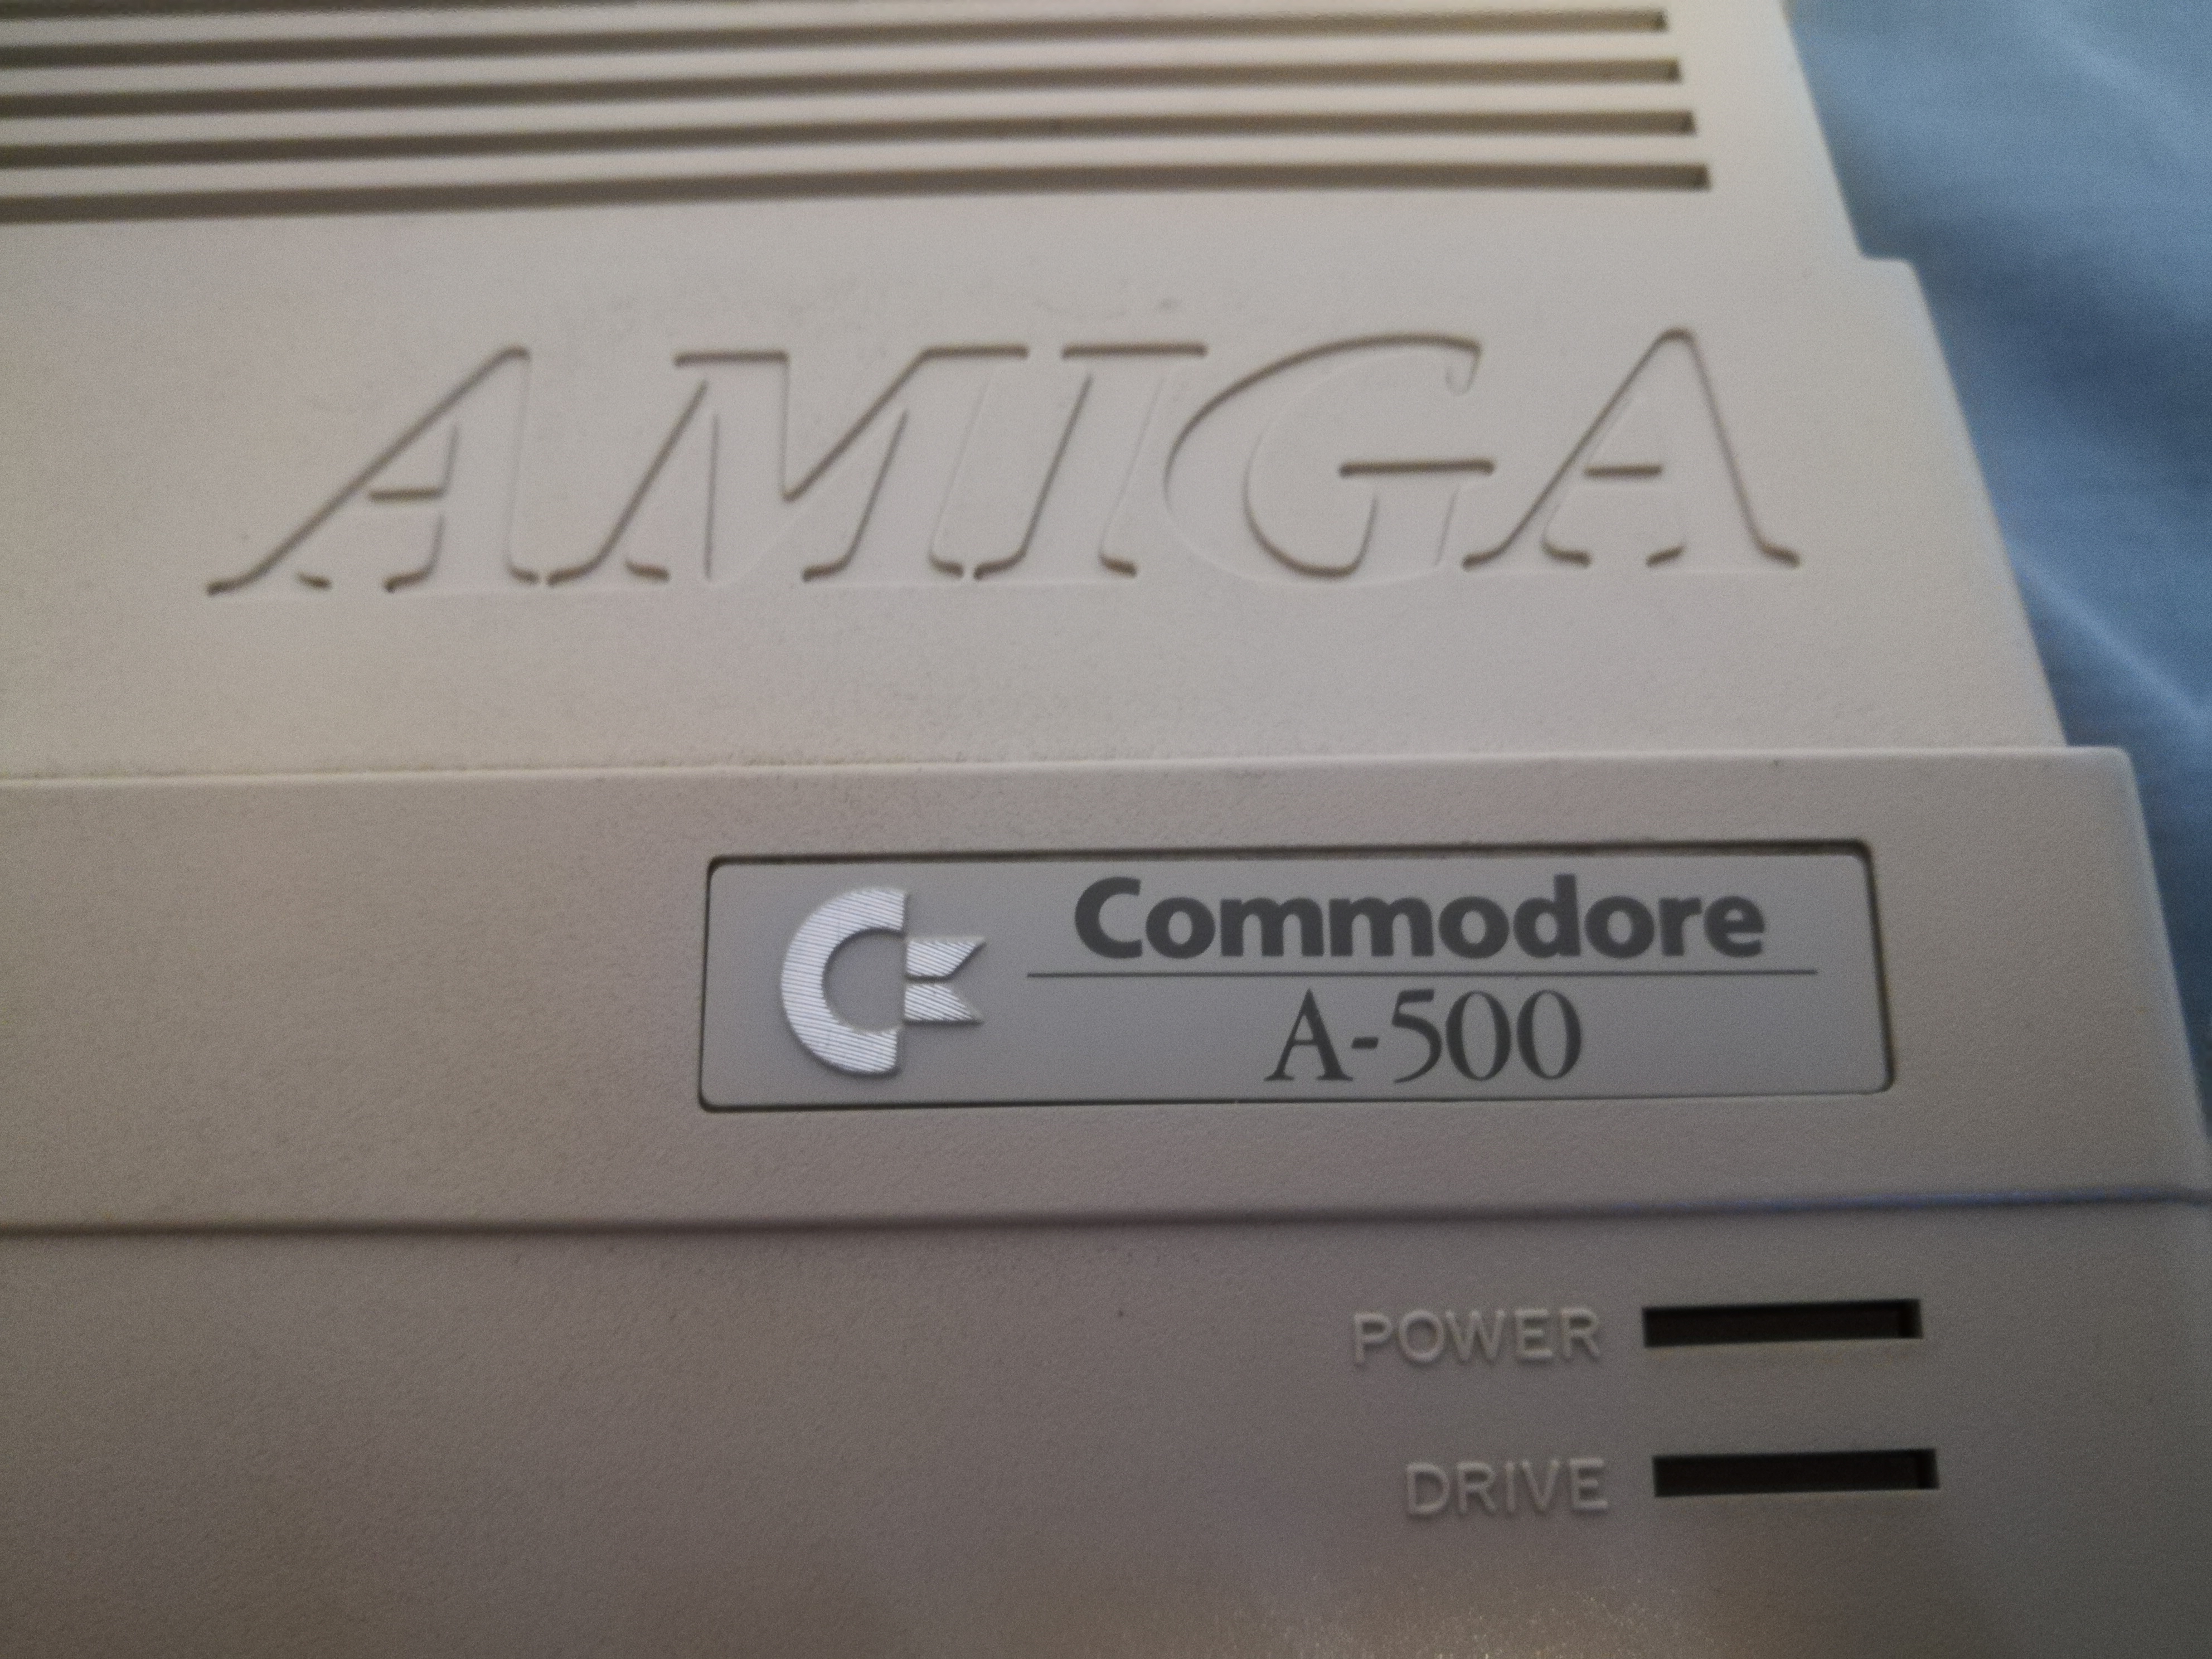 AMIGA
Commodore
A-500
POWER
DRIVE